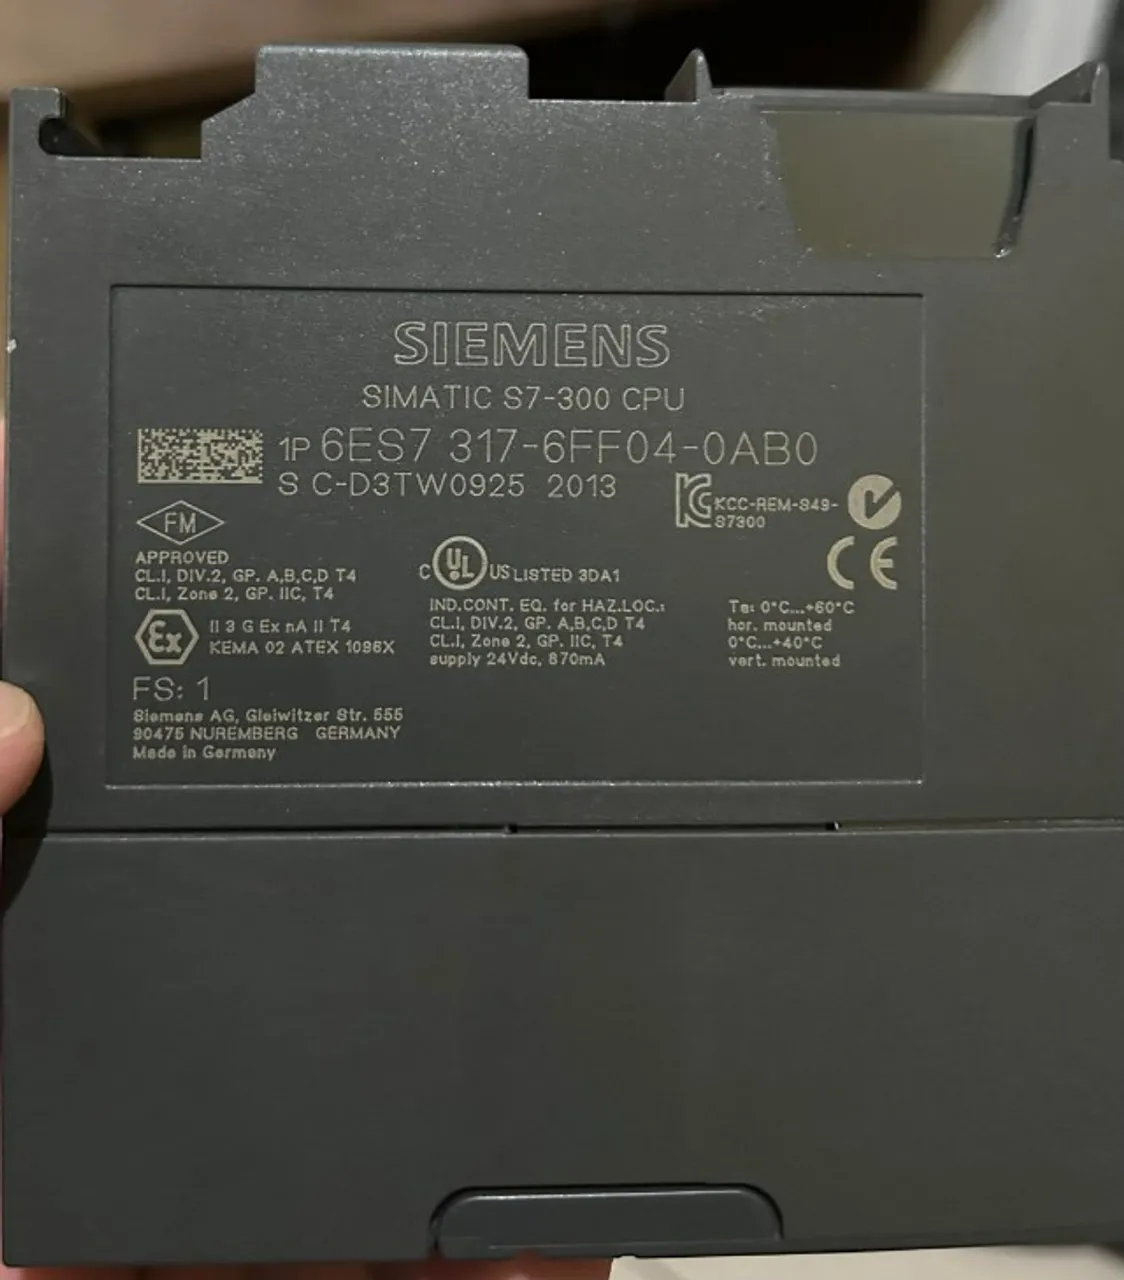 SIEMENS
SIMATIC S7-300 CPU
1P 6ES7 317-6FF04-0AB0
S C-D3TW0925 2013
KCC-REM-S49-
S7300
FM
APPROVED
CL.I, DIV.2, GP. A,B,C,D T4
CL.I, Zone 2, GP. IIC, T4
Ex
II 3 G Ex nA II T4
KEMA 02 ATEX 1096X
C UL US LISTED 3DA1
IND.CONT. EQ. for HAZ.LOC.:
CL.I, DIV.2, GP. A,B,C,D T4
CL.I, Zone 2, GP. IIC, T4
supply 24Vdc, 870mA
CE
Ta: 0°C...+60°C
hor. mounted
0°C...+40°C
vert. mounted
FS: 1
Siemens AG, Gleiwitzer Str. 555
90475 NUREMBERG GERMANY
Made in Germany